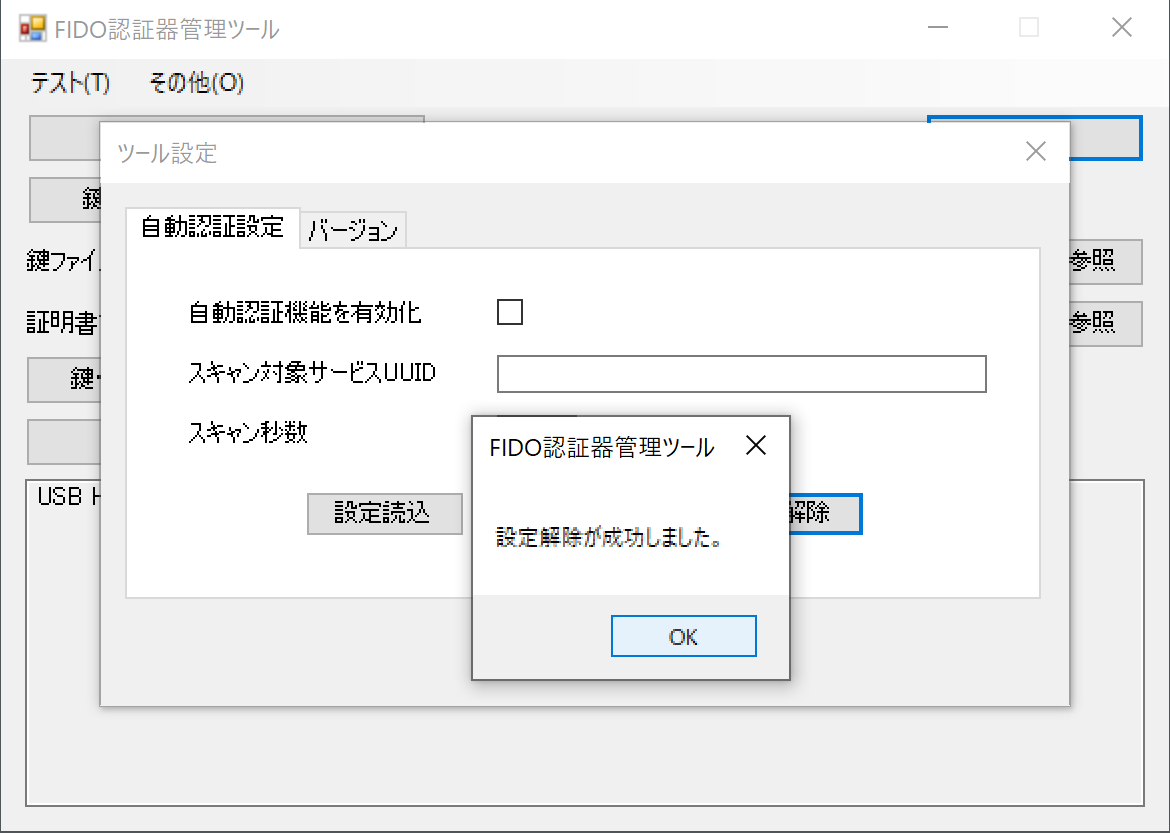 FIDO認証器管理ツール
テスト(T) その他(O)
ツール設定
鍵
自動認証設定 バージョン
鍵ファイ
参照
自動認証機能を有効化
証明書
参照
スキャン対象サービスUUID
鍵・
スキャン秒数
FIDO認証器管理ツール
USB H
設定読込
解除
設定解除が成功しました。
OK